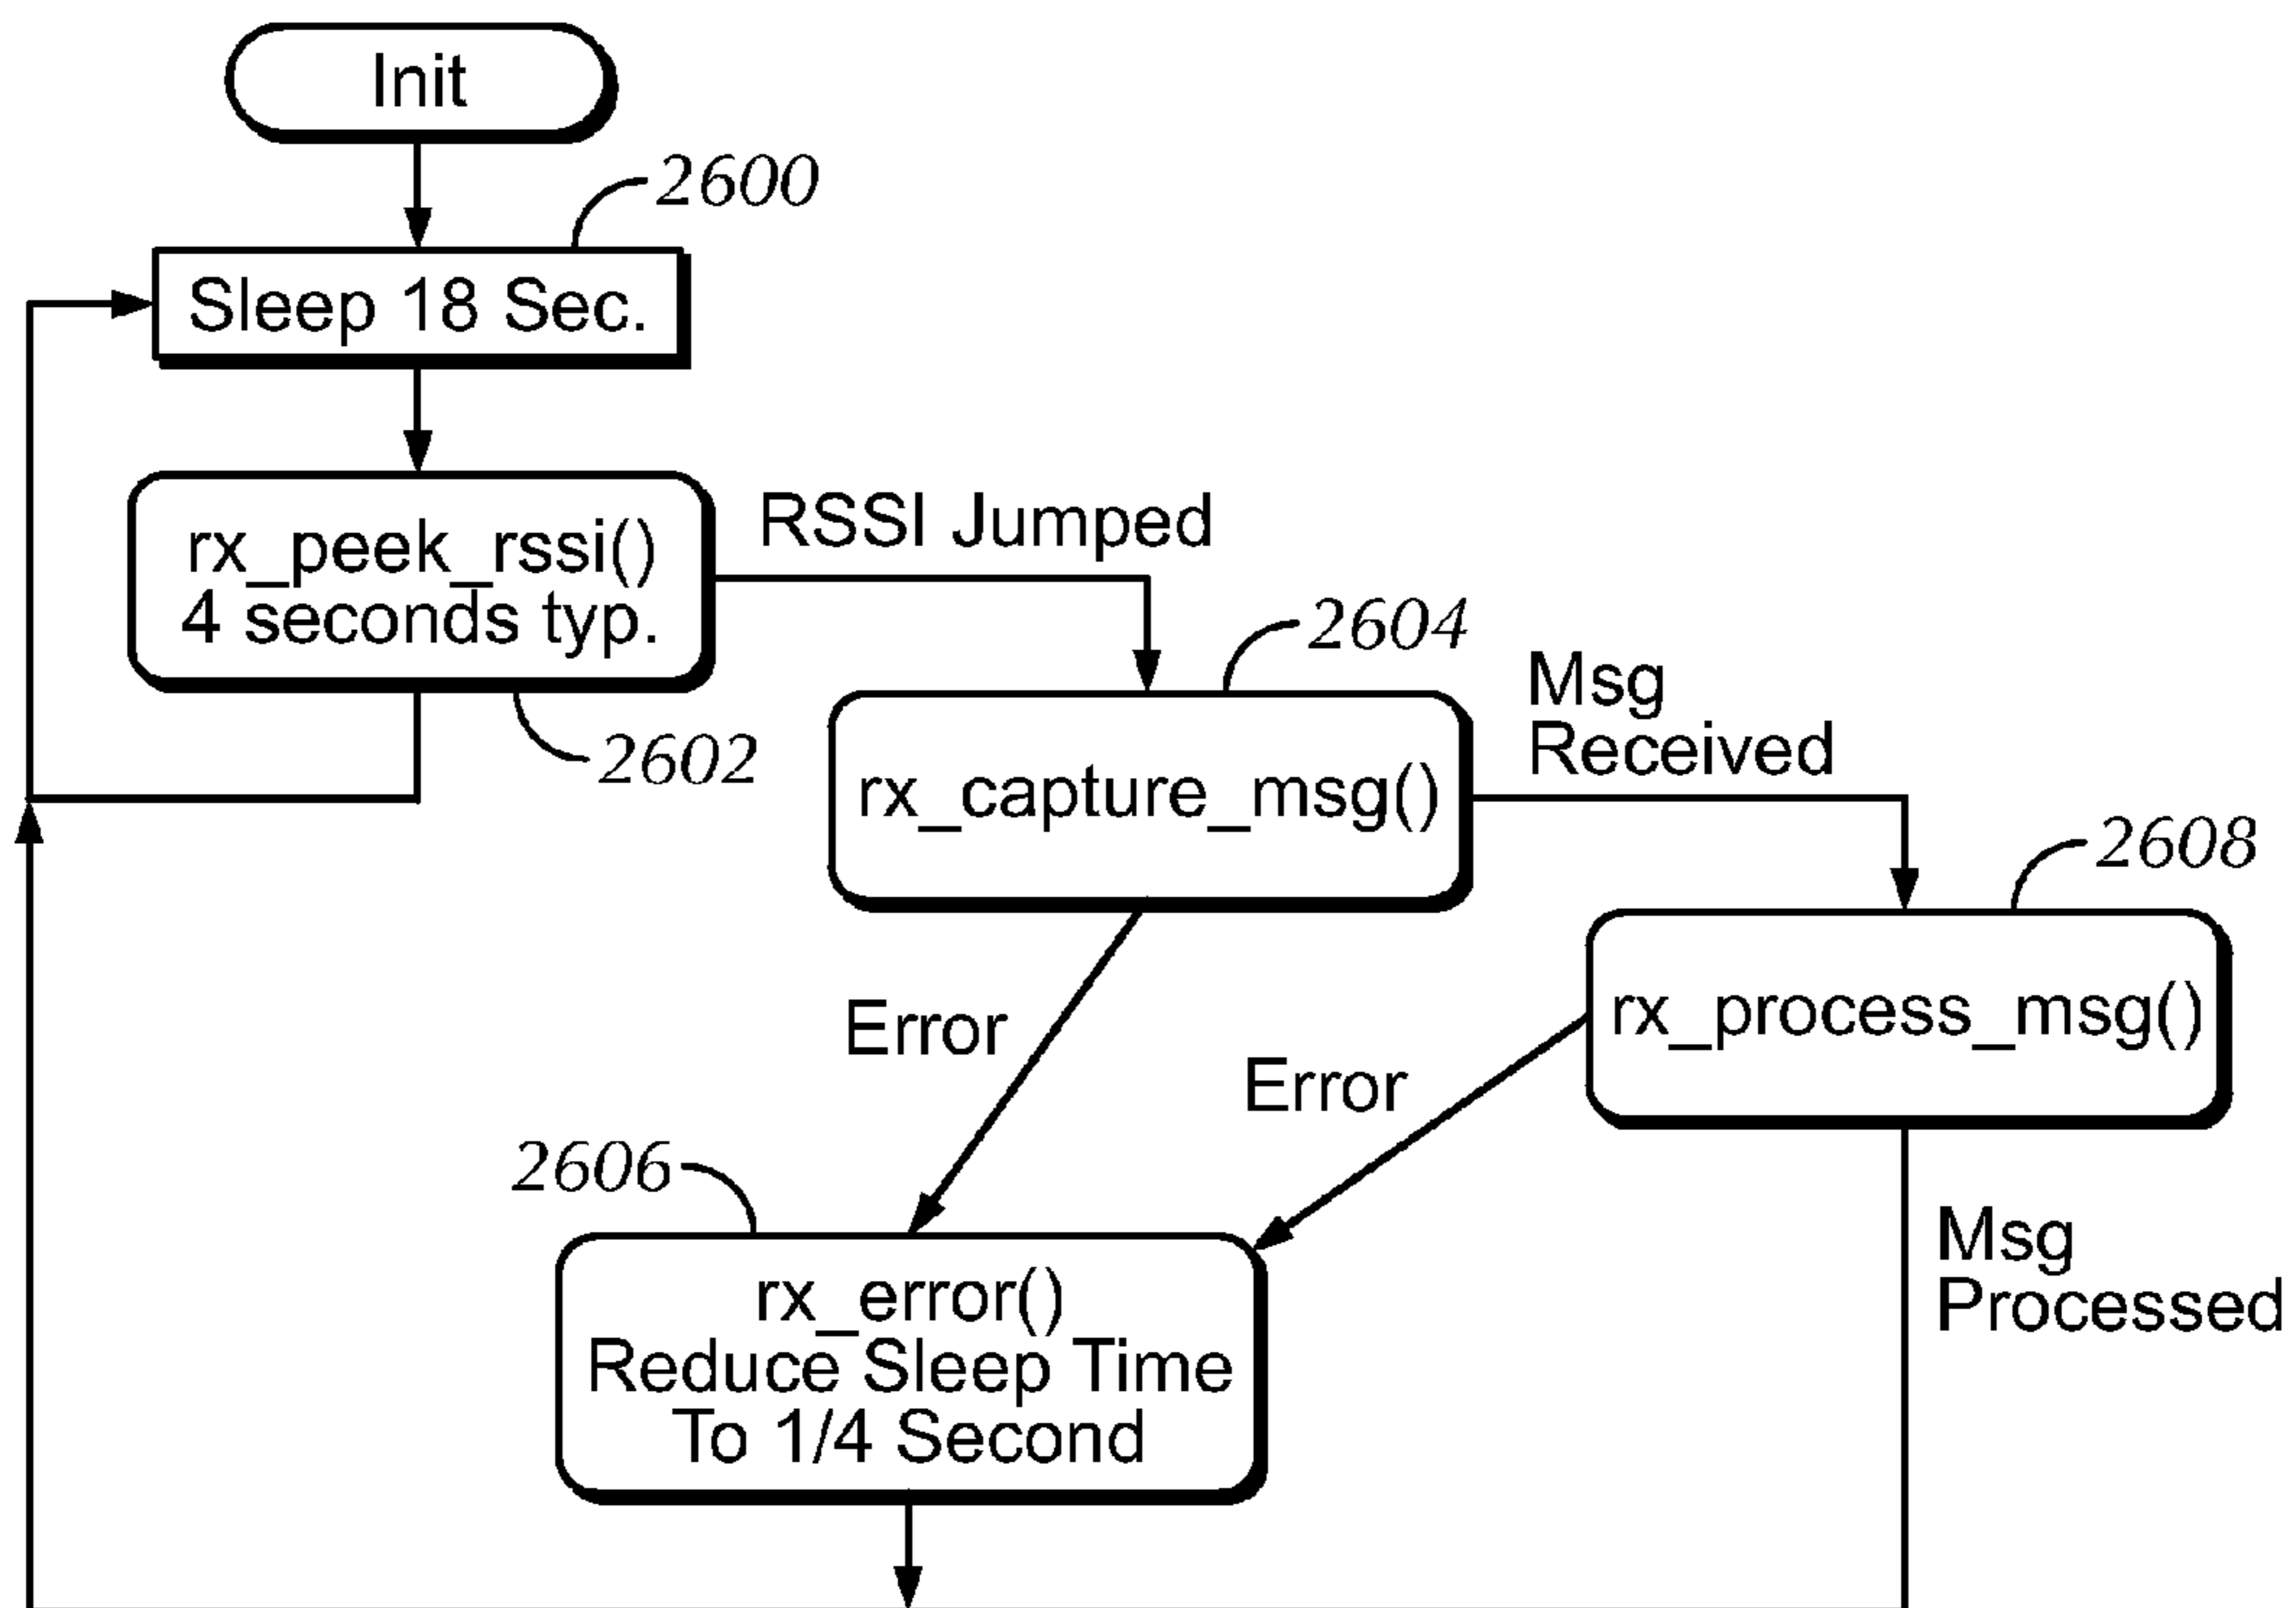 Init
2600
Sleep 18 Sec.
rx_peek_rssi()
4 seconds typ.
RSSI Jumped
2602
2604
rx_capture_msg()
Msg
Received
2608
rx_process_msg()
Error
Error
2606
rx_error()
Reduce Sleep Time
To 1/4 Second
Msg
Processed